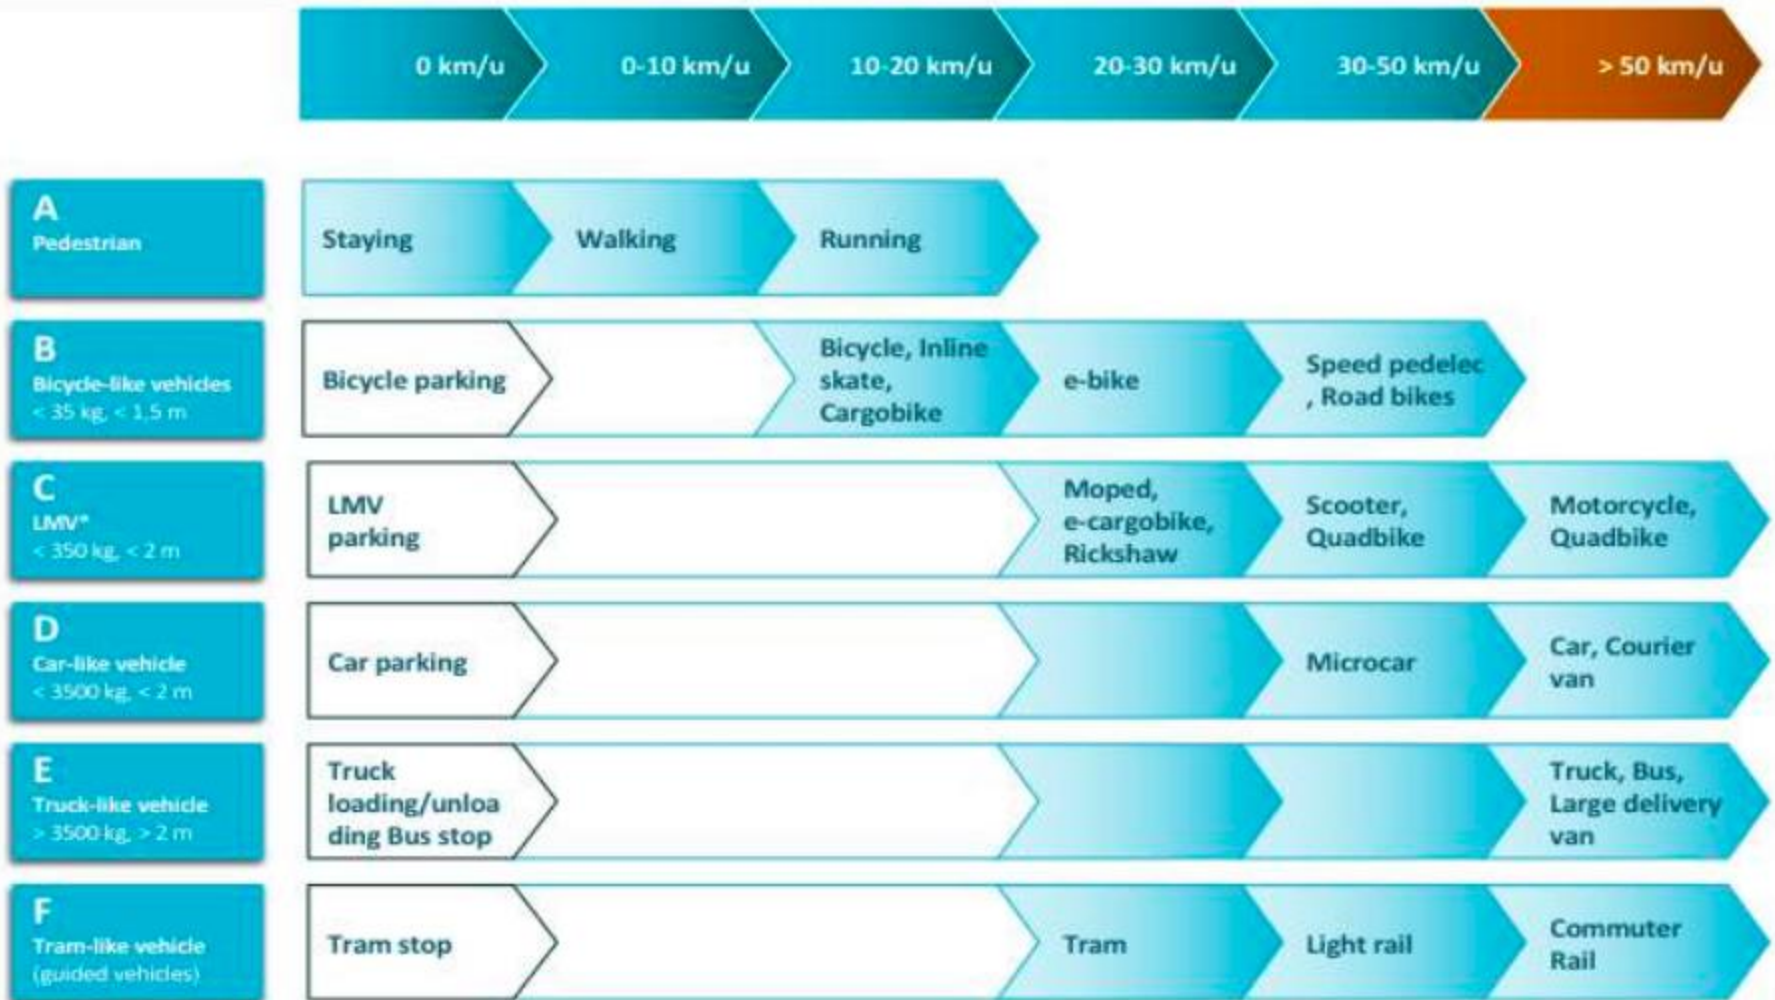 0 km/u
0-10 km/u
10-20 km/u
20-30 km/u
30-50 km/u
> 50 km/u
A
Pedestrian
Staying
Walking
Running
B
Bicycle-like vehicles
< 35 kg, < 1,5 m
Bicycle parking
Bicycle, Inline
skate,
Cargobike
e-bike
Speed pedelec
, Road bikes
C
LMV*
< 350 kg, < 2 m
LMV
parking
Moped,
e-cargobike,
Rickshaw
Scooter,
Quadbike
Motorcycle,
Quadbike
D
Car-like vehicle
< 3500 kg, < 2 m
Car parking
Microcar
Car, Courier
van
E
Truck-like vehicle
> 3500 kg, > 2 m
Truck
loading/unloa
ding Bus stop
Truck, Bus,
Large delivery
van
F
Tram-like vehicle
(guided vehicles)
Tram stop
Tram
Light rail
Commuter
Rail